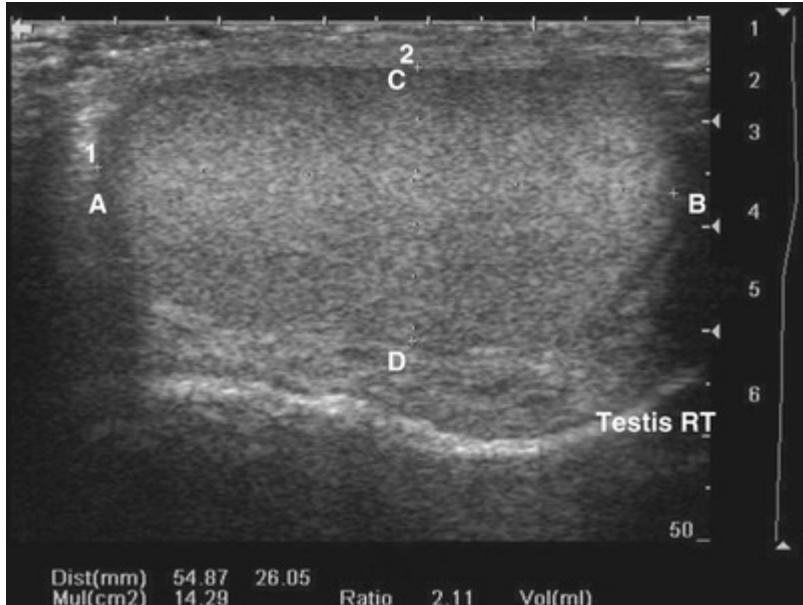 1
2
2
C
3
1
A
B
4
5
D
6
Testis RT
50
Dist(mm) 54.87 26.05
Mul(cm2) 14.29 Ratio 2.11 Vol(ml)